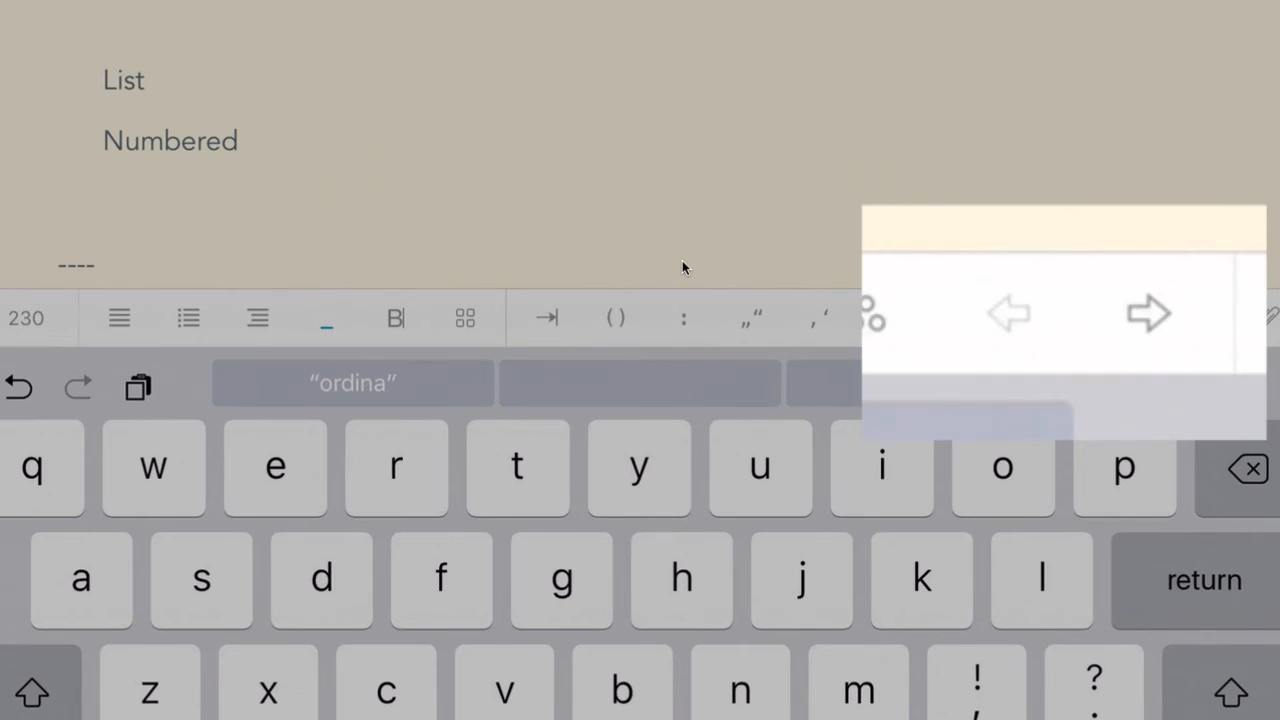 List
Numbered
----
230
B
()
:
„“
‚‘
“ordina”
q w e r t y u i o p
a s d f g h j k l return
z x c v b n m ! , ? .